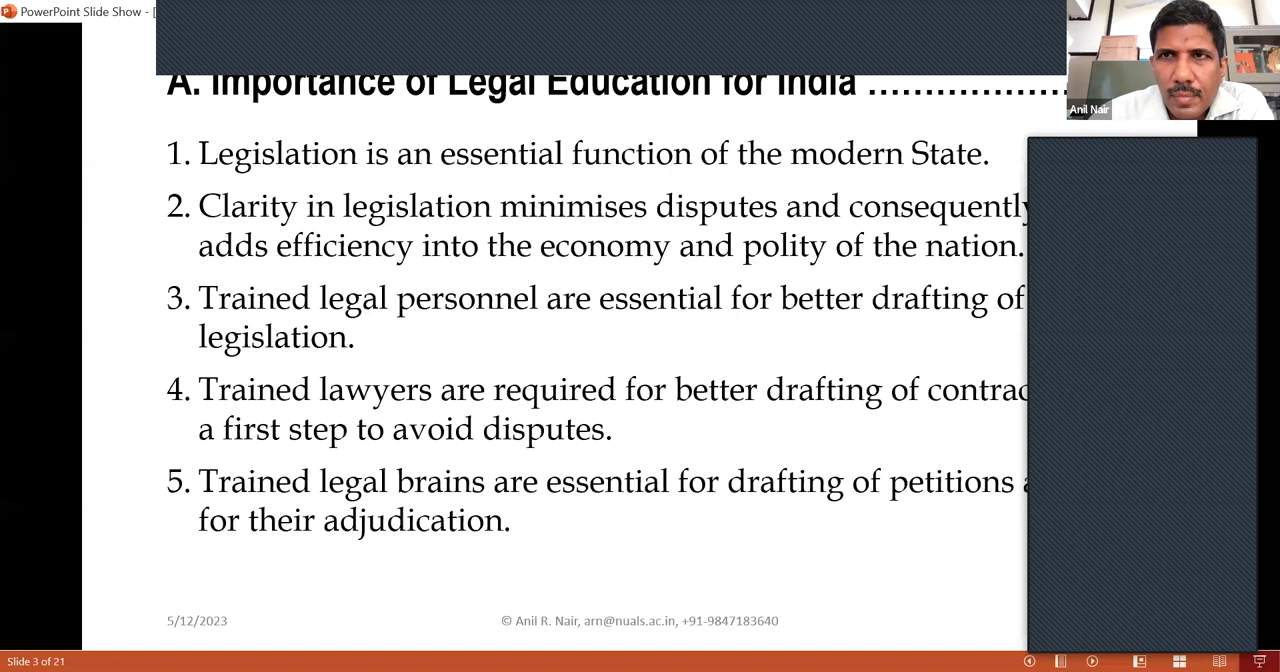 PowerPoint Slide Show - [
A. Importance of Legal Education for India ..................
Anil Nair
1. Legislation is an essential function of the modern State.
2. Clarity in legislation minimises disputes and consequently
adds efficiency into the economy and polity of the nation.
3. Trained legal personnel are essential for better drafting of
legislation.
4. Trained lawyers are required for better drafting of
a first step to avoid disputes.
5. Trained legal brains are essential for drafting of petitions
for their adjudication.
5/12/2023
© Anil R. Nair, arn@nuals.ac.in, +91-9847183640
Slide 3 of 21